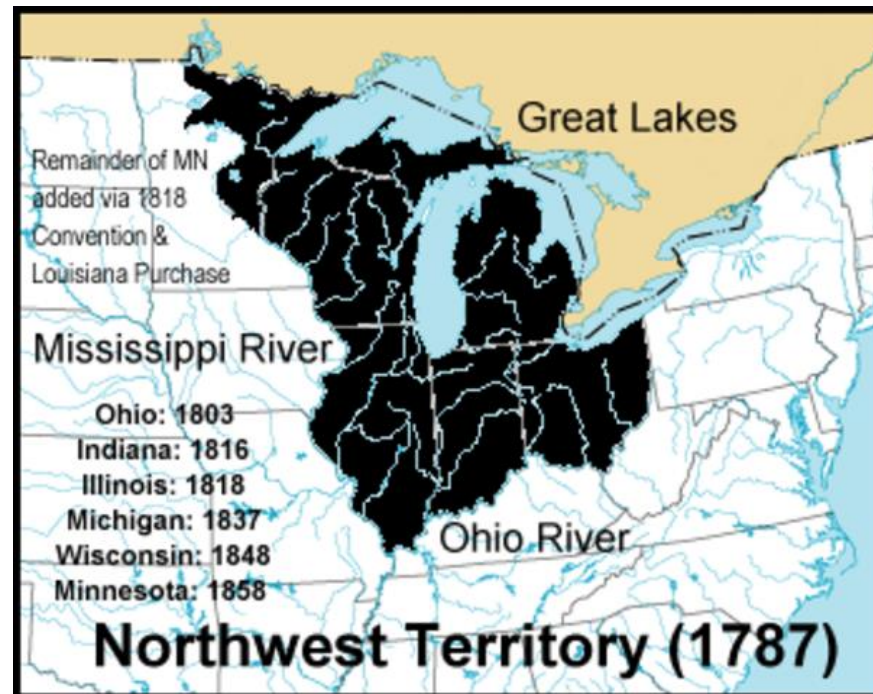 Great Lakes
Remainder of MN
added via 1818
Convention &
Louisiana Purchase
Mississippi River
Ohio: 1803
Indiana: 1816
Illinois: 1818
Michigan: 1837
Wisconsin: 1848
Minnesota: 1858
Ohio River
Northwest Territory (1787)